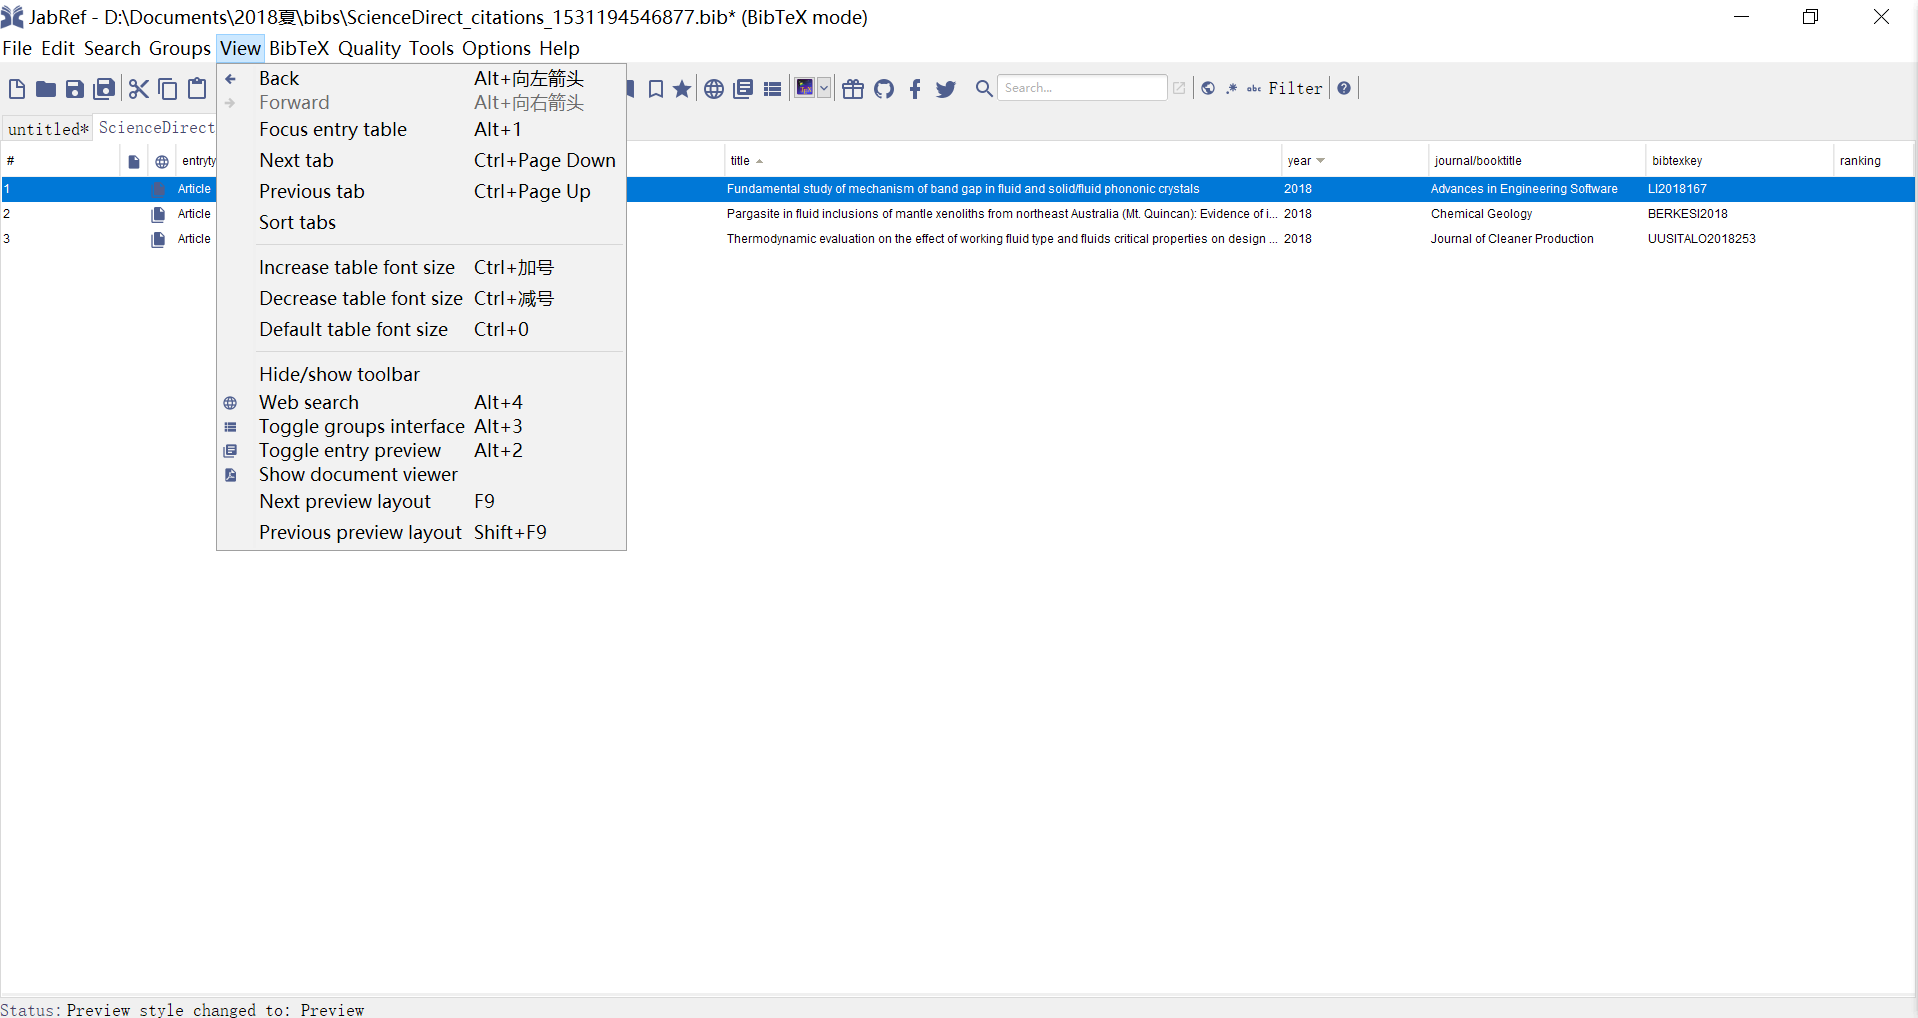 JabRef - D:\Documents\2018夏\bibs\ScienceDirect_citations_1531194546877.bib* (BibTeX mode)
File Edit Search Groups View BibTeX Quality Tools Options Help
Search...
abc
Filter
untitled*
ScienceDirect
Back Alt+向左箭头
Forward Alt+向右箭头
Focus entry table Alt+1
Next tab Ctrl+Page Down
Previous tab Ctrl+Page Up
Sort tabs
Increase table font size Ctrl+加号
Decrease table font size Ctrl+减号
Default table font size Ctrl+0
Hide/show toolbar
Web search Alt+4
Toggle groups interface Alt+3
Toggle entry preview Alt+2
Show document viewer
Next preview layout F9
Previous preview layout Shift+F9
# entryty title year journal/booktitle bibtexkey ranking
1 Article Fundamental study of mechanism of band gap in fluid and solid/fluid phononic crystals 2018 Advances in Engineering Software LI2018167
2 Article Pargasite in fluid inclusions of mantle xenoliths from northeast Australia (Mt. Quincan): Evidence of i... 2018 Chemical Geology BERKESI2018
3 Article Thermodynamic evaluation on the effect of working fluid type and fluids critical properties on design ... 2018 Journal of Cleaner Production UUSITALO2018253
Status: Preview style changed to: Preview